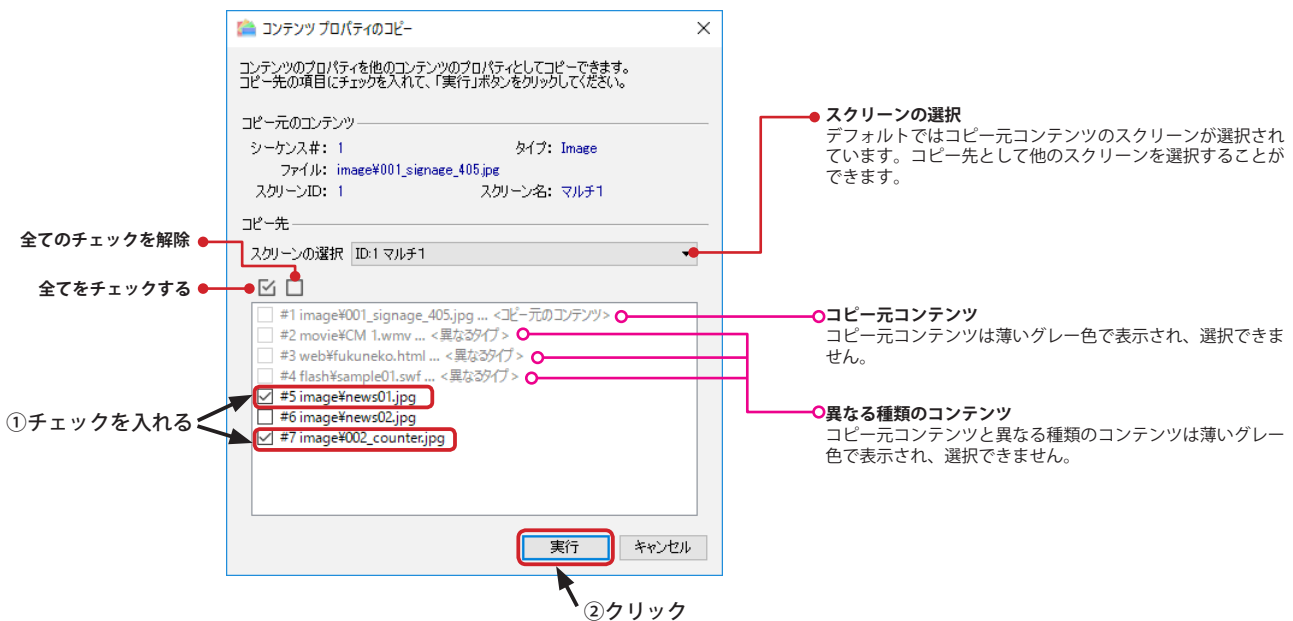 コンテンツ プロパティのコピー
コンテンツのプロパティを他のコンテンツのプロパティとしてコピーできます。
コピー先の項目にチェックを入れて、「実行」ボタンをクリックしてください。
コピー元のコンテンツ
シーケンス#: 1 タイプ: Image
ファイル: image¥001_signage_405.jpg
スクリーンID: 1 スクリーン名: マルチ1
コピー先
スクリーンの選択 ID:1 マルチ1
#1 image¥001_signage_405.jpg ... <コピー元のコンテンツ>
#2 movie¥CM 1.wmv ... <異なるタイプ>
#3 web¥fukuneko.html ... <異なるタイプ>
#4 flash¥sample01.swf ... <異なるタイプ>
#5 image¥news01.jpg
#6 image¥news02.jpg
#7 image¥002_counter.jpg
実行 キャンセル
全てのチェックを解除
全てをチェックする
①チェックを入れる
②クリック
スクリーンの選択
デフォルトではコピー元コンテンツのスクリーンが選択され
ています。コピー先として他のスクリーンを選択することが
できます。
コピー元コンテンツ
コピー元コンテンツは薄いグレー色で表示され、選択できま
せん。
異なる種類のコンテンツ
コピー元コンテンツと異なる種類のコンテンツは薄いグレー
色で表示され、選択できません。